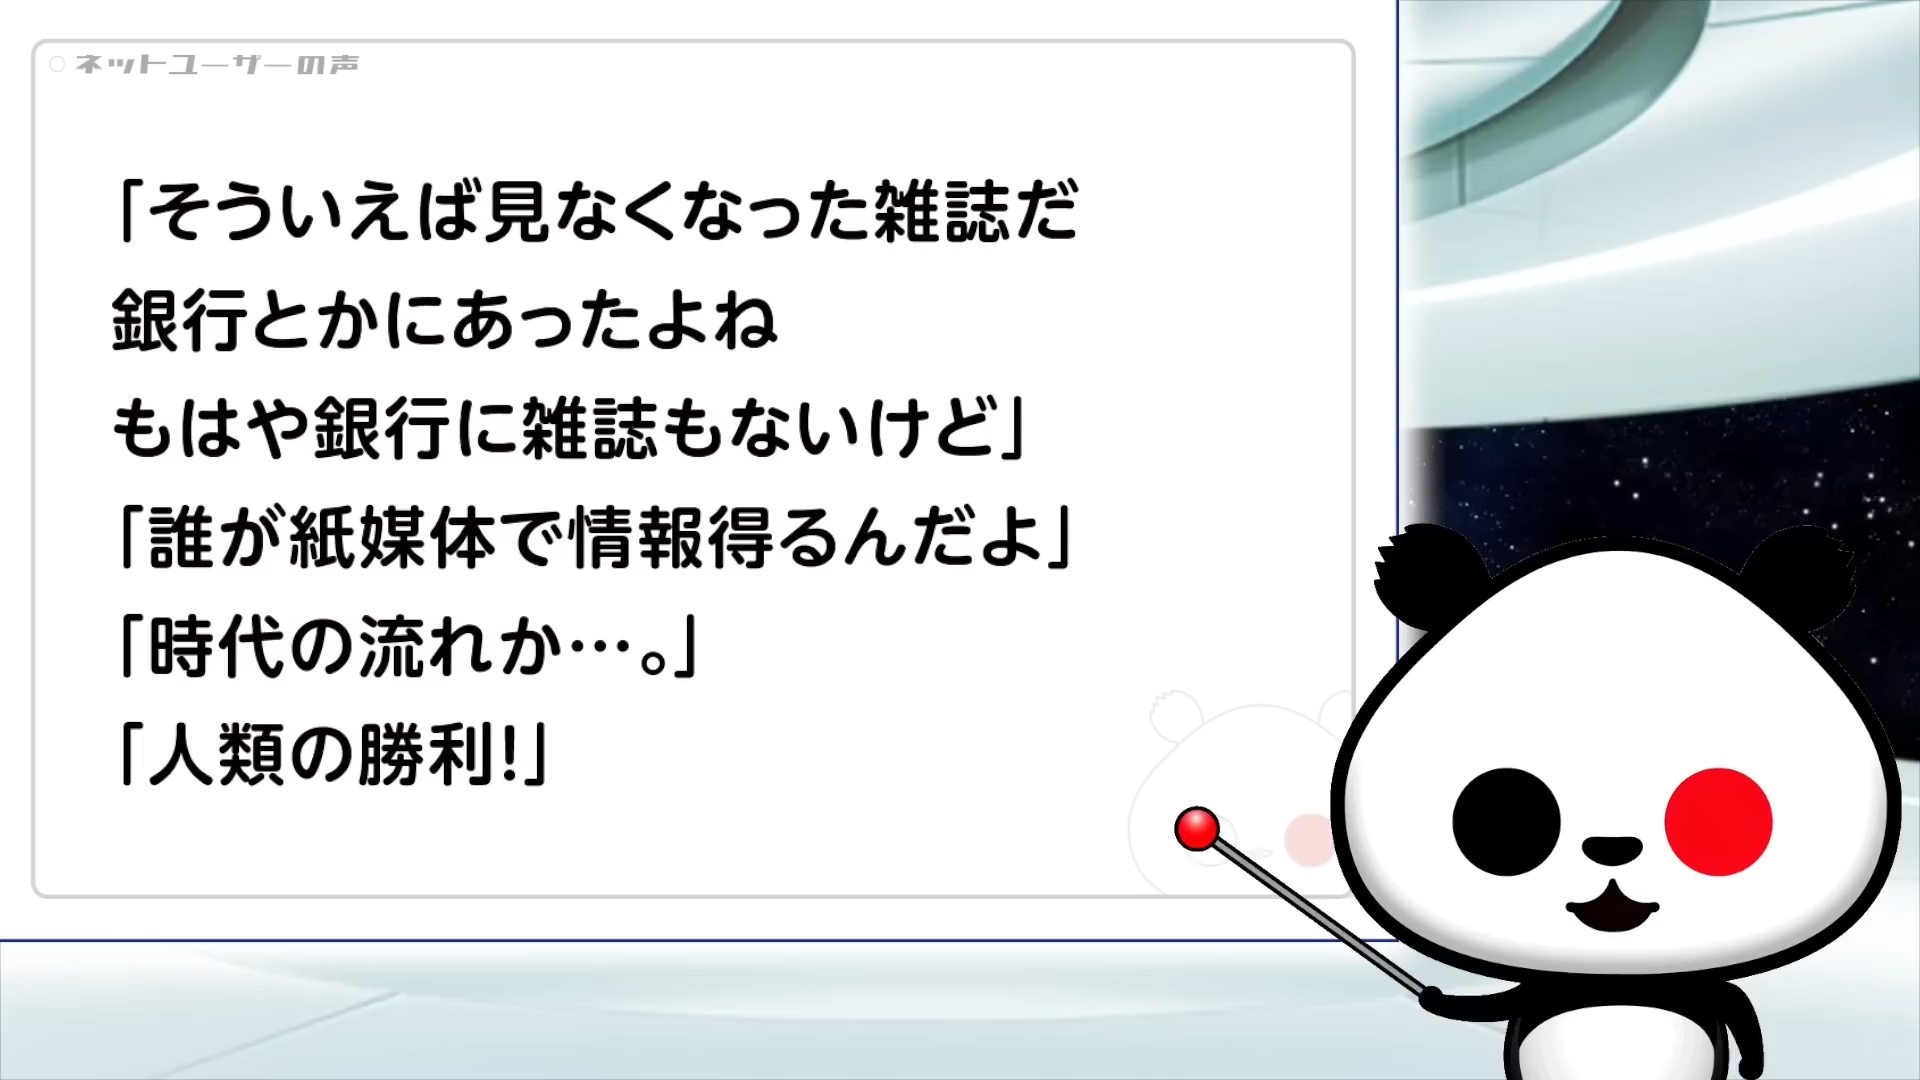 ネットユーザーの声
「そういえば見なくなった雑誌だ
銀行とかにあったよね
もはや銀行に雑誌もないけど」
「誰が紙媒体で情報得るんだよ」
「時代の流れか…。」
「人類の勝利!」